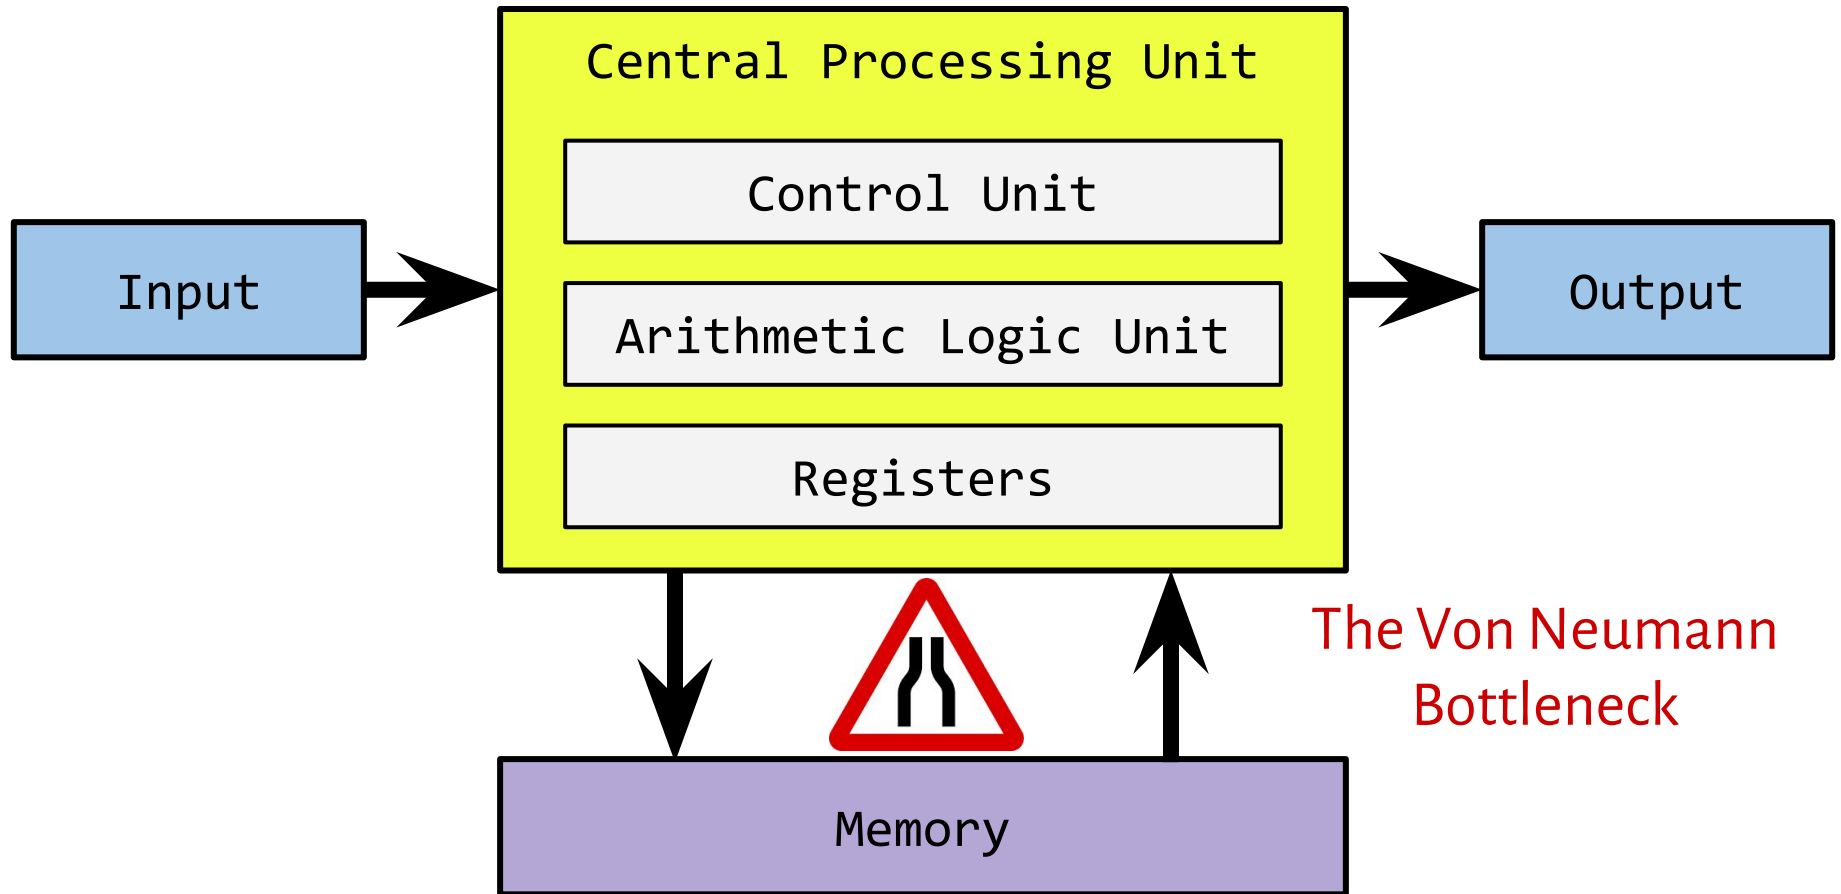 Central Processing Unit
Control Unit
Input
Output
Arithmetic Logic Unit
Registers
The Von Neumann
Bottleneck
Memory